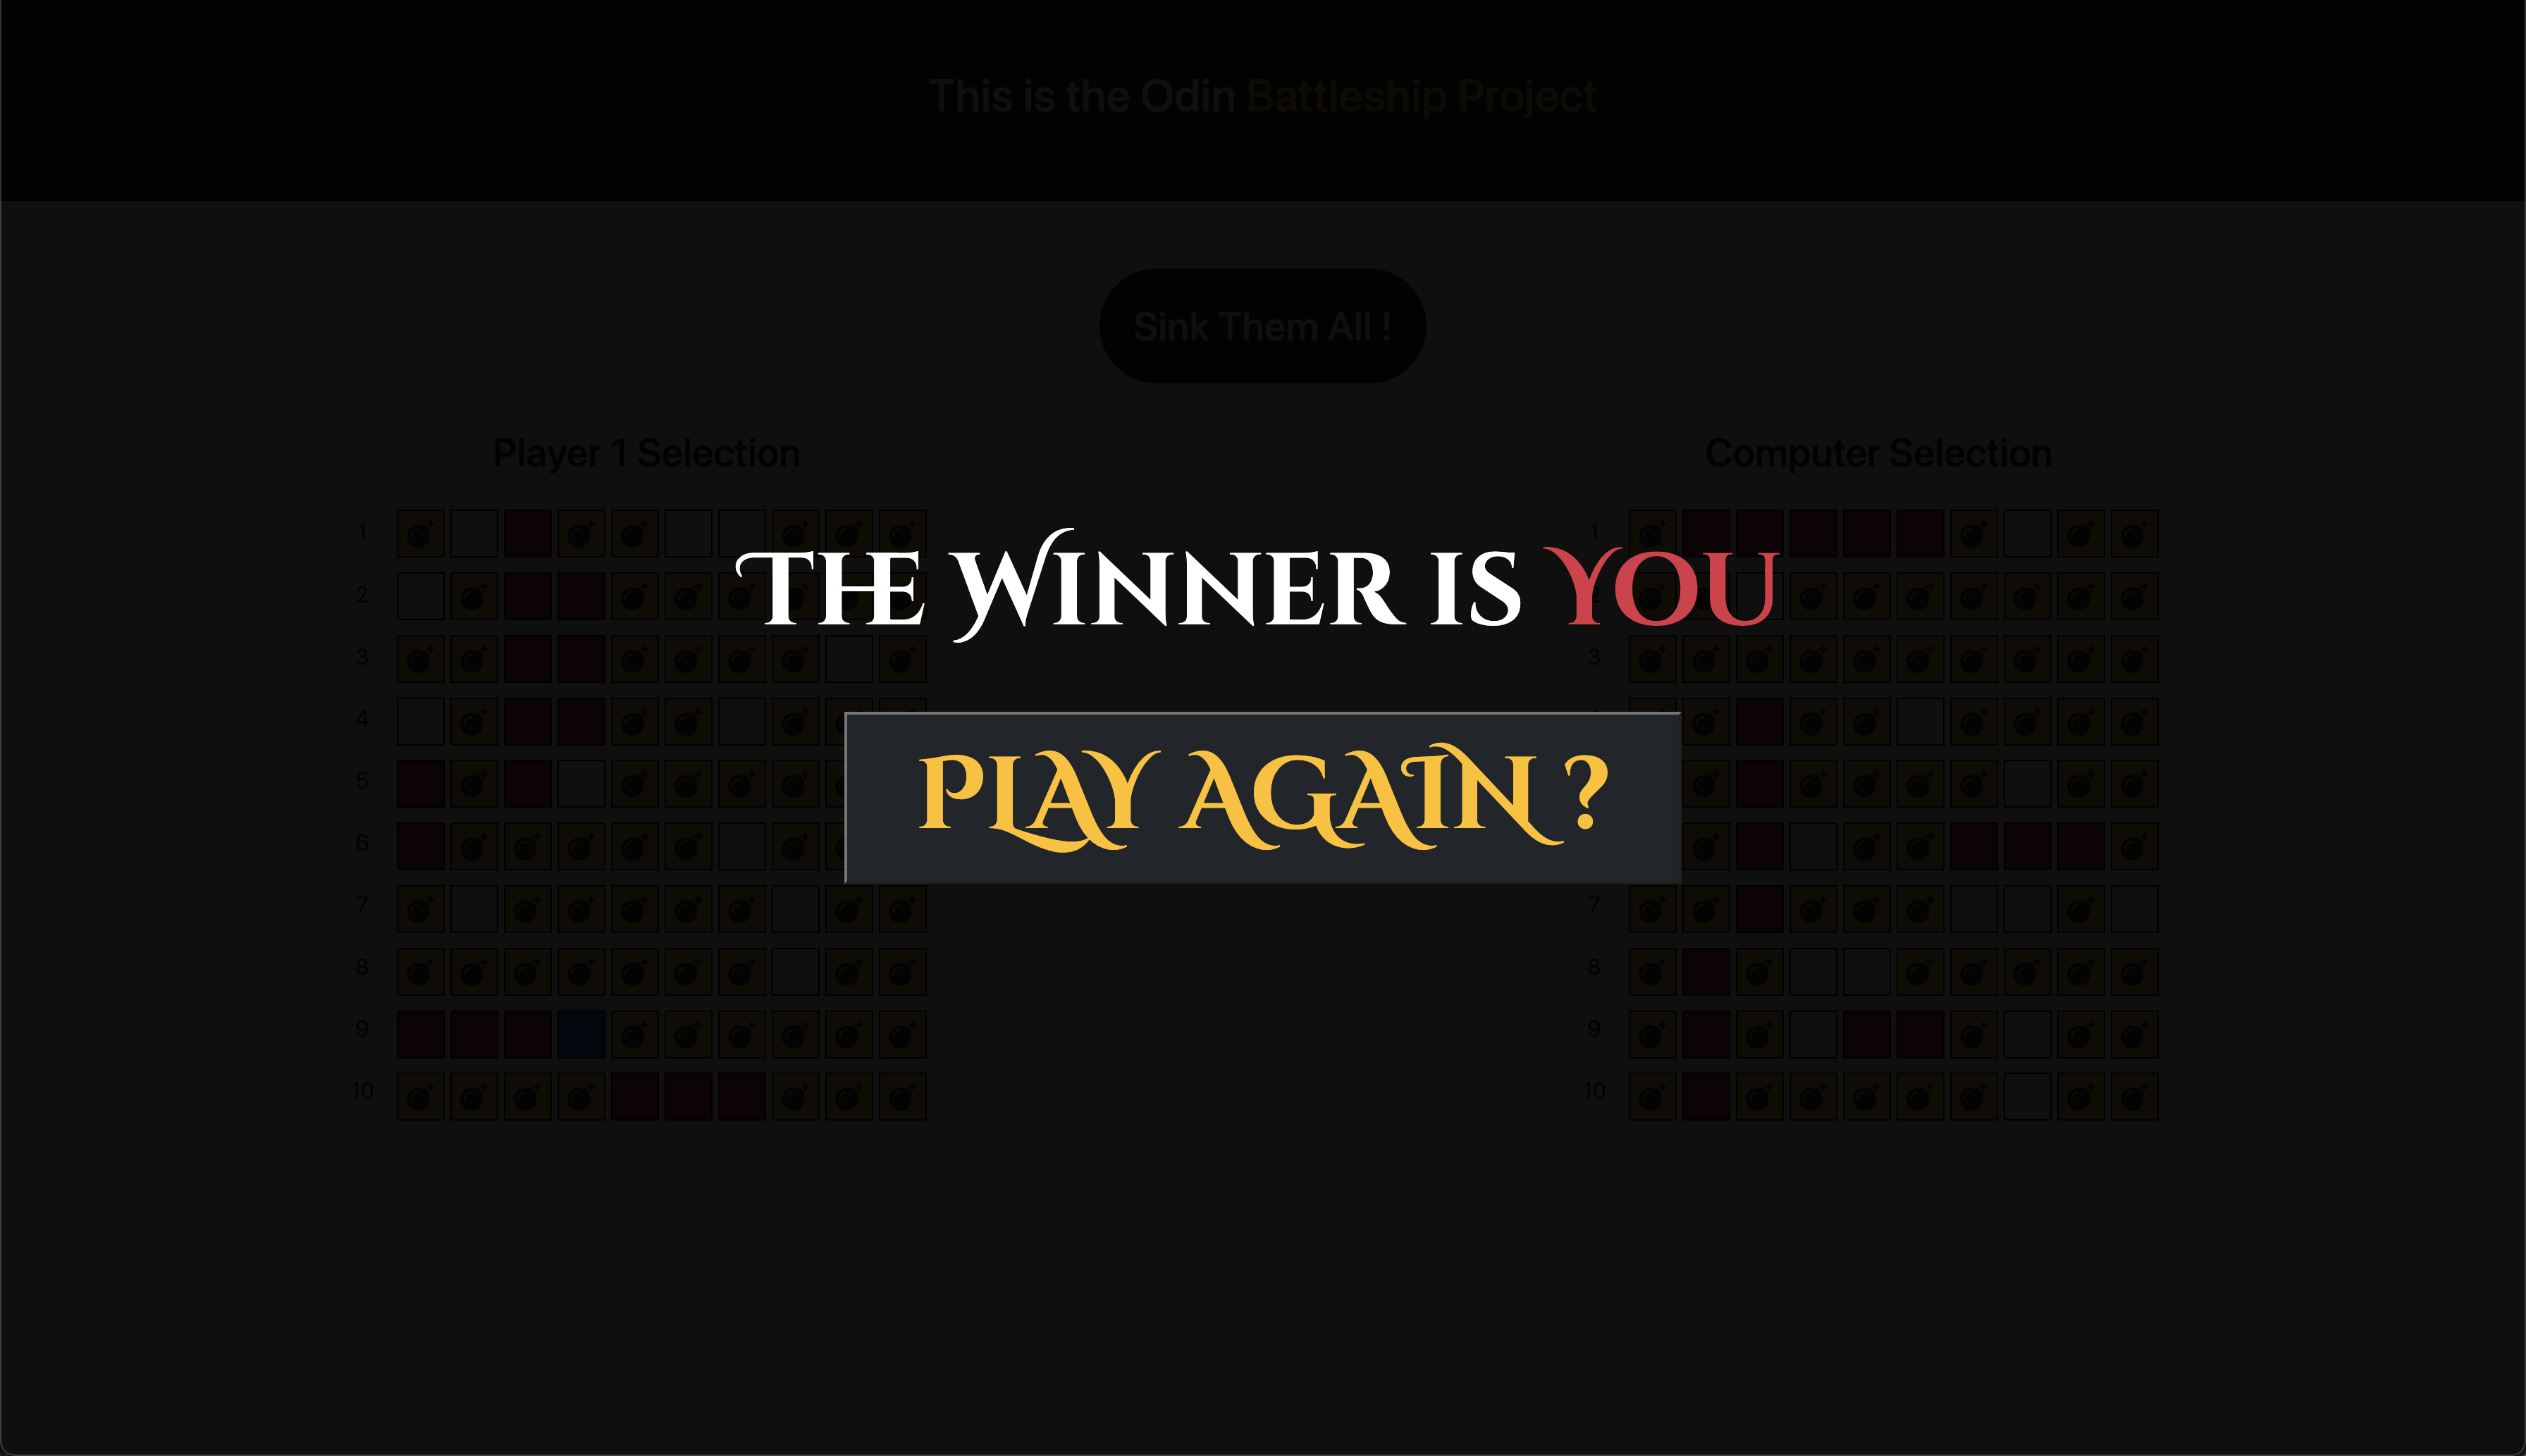 This is the Odin Battleship Project
Sink Them All !
Player 1 Selection
Computer Selection
THE WINNER IS YOU
PLAY AGAIN ?
1
2
3
4
5
6
7
8
9
10
1
2
3
7
8
9
10